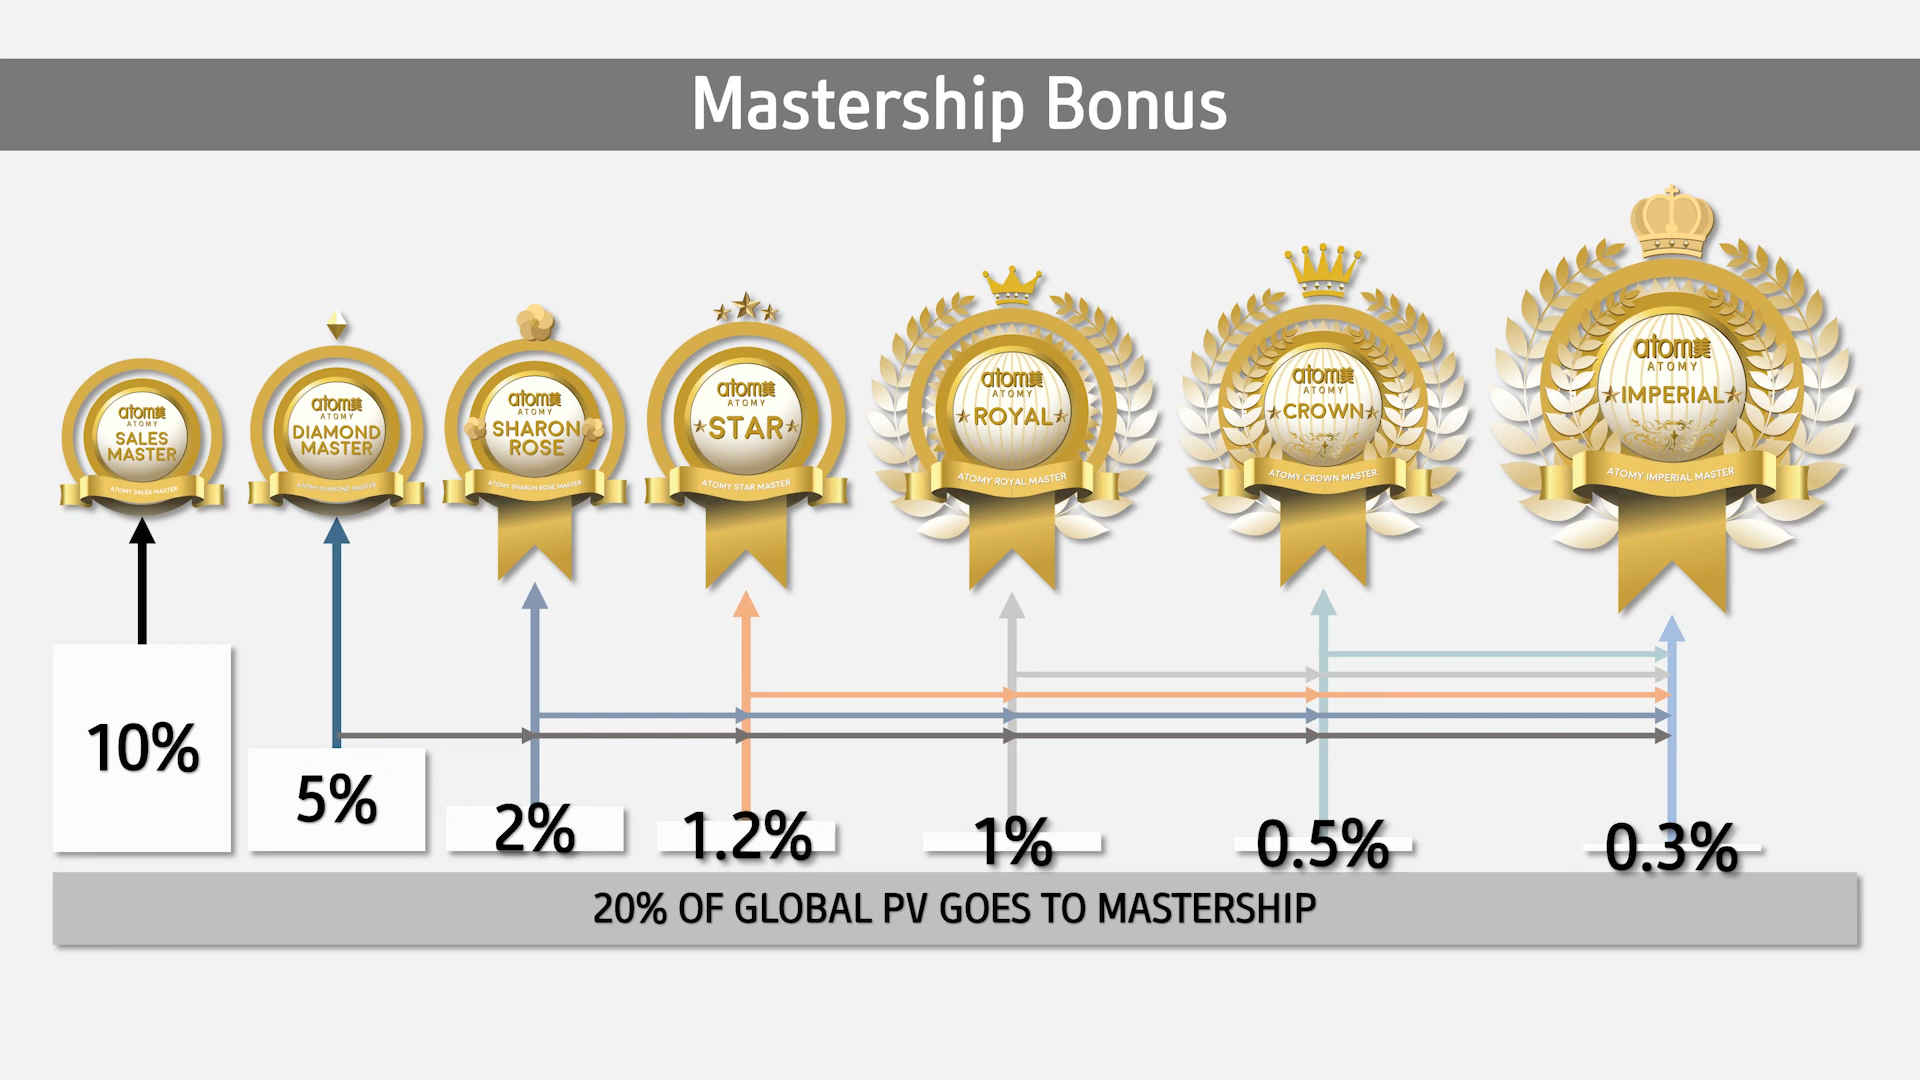 Mastership Bonus
atom美
ATOMY
SALES
MASTER
ATOMY SALES MASTER
atom美
ATOMY
DIAMOND
MASTER
ATOMY DIAMOND MASTER
atom美
ATOMY
SHARON
ROSE
ATOMY SHARON ROSE MASTER
atom美
ATOMY
★STAR★
ATOMY STAR MASTER
atom美
ATOMY
★ROYAL★
ATOMY ROYAL MASTER
atom美
ATOMY
★CROWN★
ATOMY CROWN MASTER
atom美
ATOMY
★IMPERIAL★
ATOMY IMPERIAL MASTER
10%
5%
2%
1.2%
1%
0.5%
0.3%
20% OF GLOBAL PV GOES TO MASTERSHIP